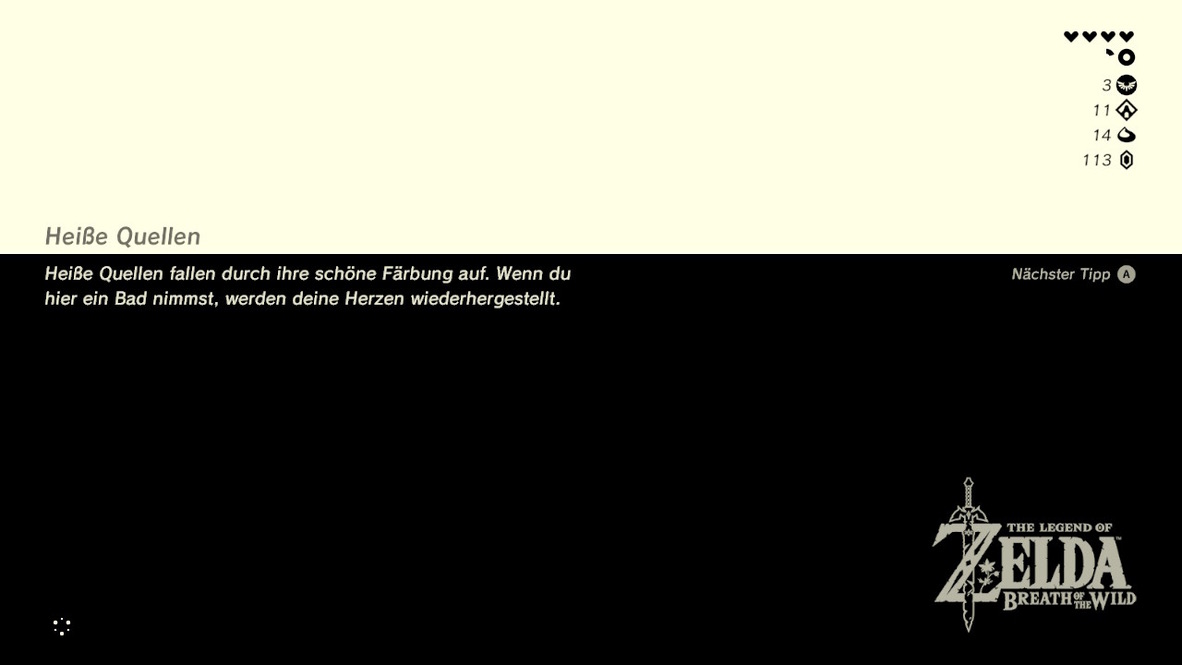 3
11
14
113
Heiße Quellen
Heiße Quellen fallen durch ihre schöne Färbung auf. Wenn du
hier ein Bad nimmst, werden deine Herzen wiederhergestellt.
Nächster Tipp A
THE LEGEND OF
ZELDA™
BREATH OF THE WILD